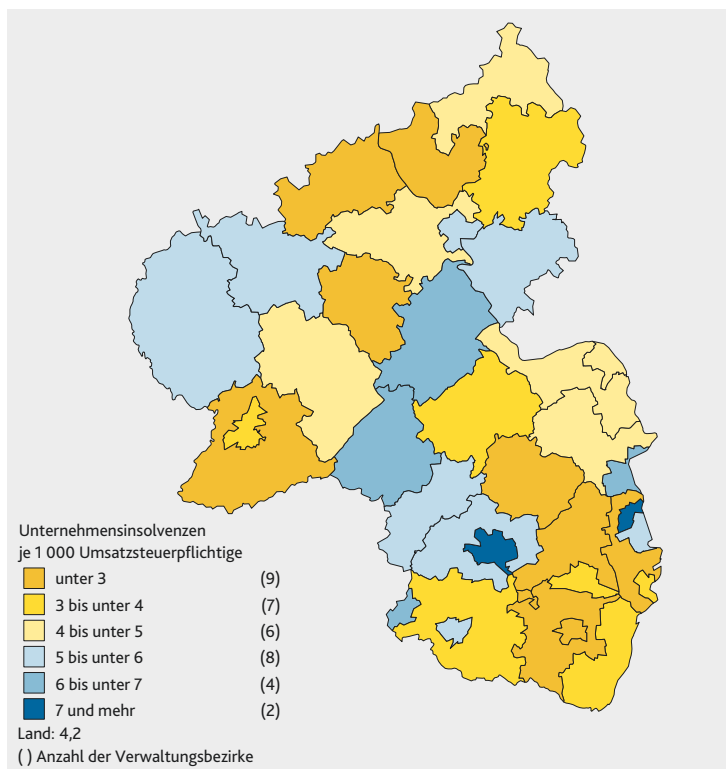 Unternehmensinsolvenzen
je 1 000 Umsatzsteuerpflichtige
unter 3 (9)
3 bis unter 4 (7)
4 bis unter 5 (6)
5 bis unter 6 (8)
6 bis unter 7 (4)
7 und mehr (2)
Land: 4,2
( ) Anzahl der Verwaltungsbezirke